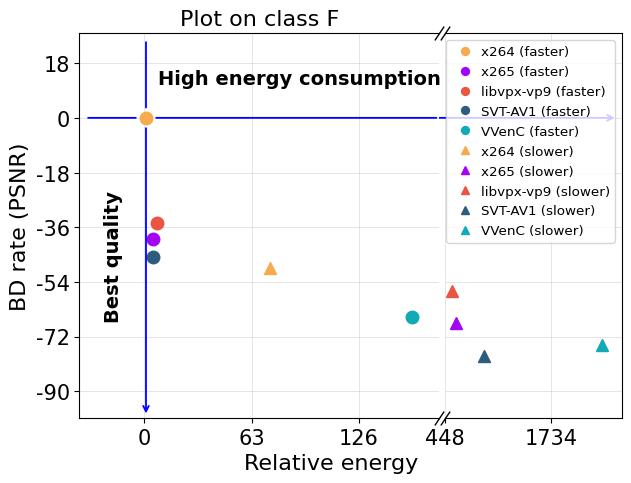 Plot on class F
18
0
-18
-36
-54
-72
-90
BD rate (PSNR)
High energy consumption
Best quality
x264 (faster)
x265 (faster)
libvpx-vp9 (faster)
SVT-AV1 (faster)
VVenC (faster)
x264 (slower)
x265 (slower)
libvpx-vp9 (slower)
SVT-AV1 (slower)
VVenC (slower)
0 63 126 448 1734
Relative energy